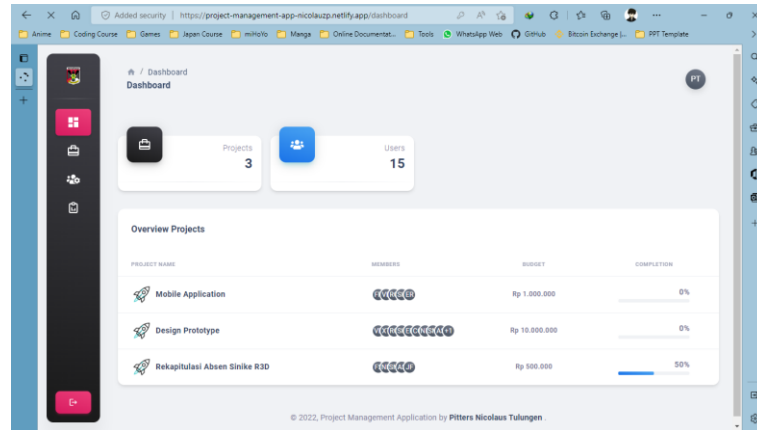 Added security | https://project-management-app-nicolauzp.netlify.app/dashboard
Anime Coding Course Games Japan Course miHoYo Manga Online Documentat... Tools WhatsApp Web GitHub Bitcoin Exchange |... PPT Template
/ Dashboard
Dashboard
PT
Projects
3
Users
15
Overview Projects
PROJECT NAME MEMBERS BUDGET COMPLETION
Mobile Application Rp 1.000.000 0%
Design Prototype +1 Rp 10.000.000 0%
Rekapitulasi Absen Sinike R3D Rp 500.000 50%
© 2022, Project Management Application by Pitters Nicolaus Tulungen .